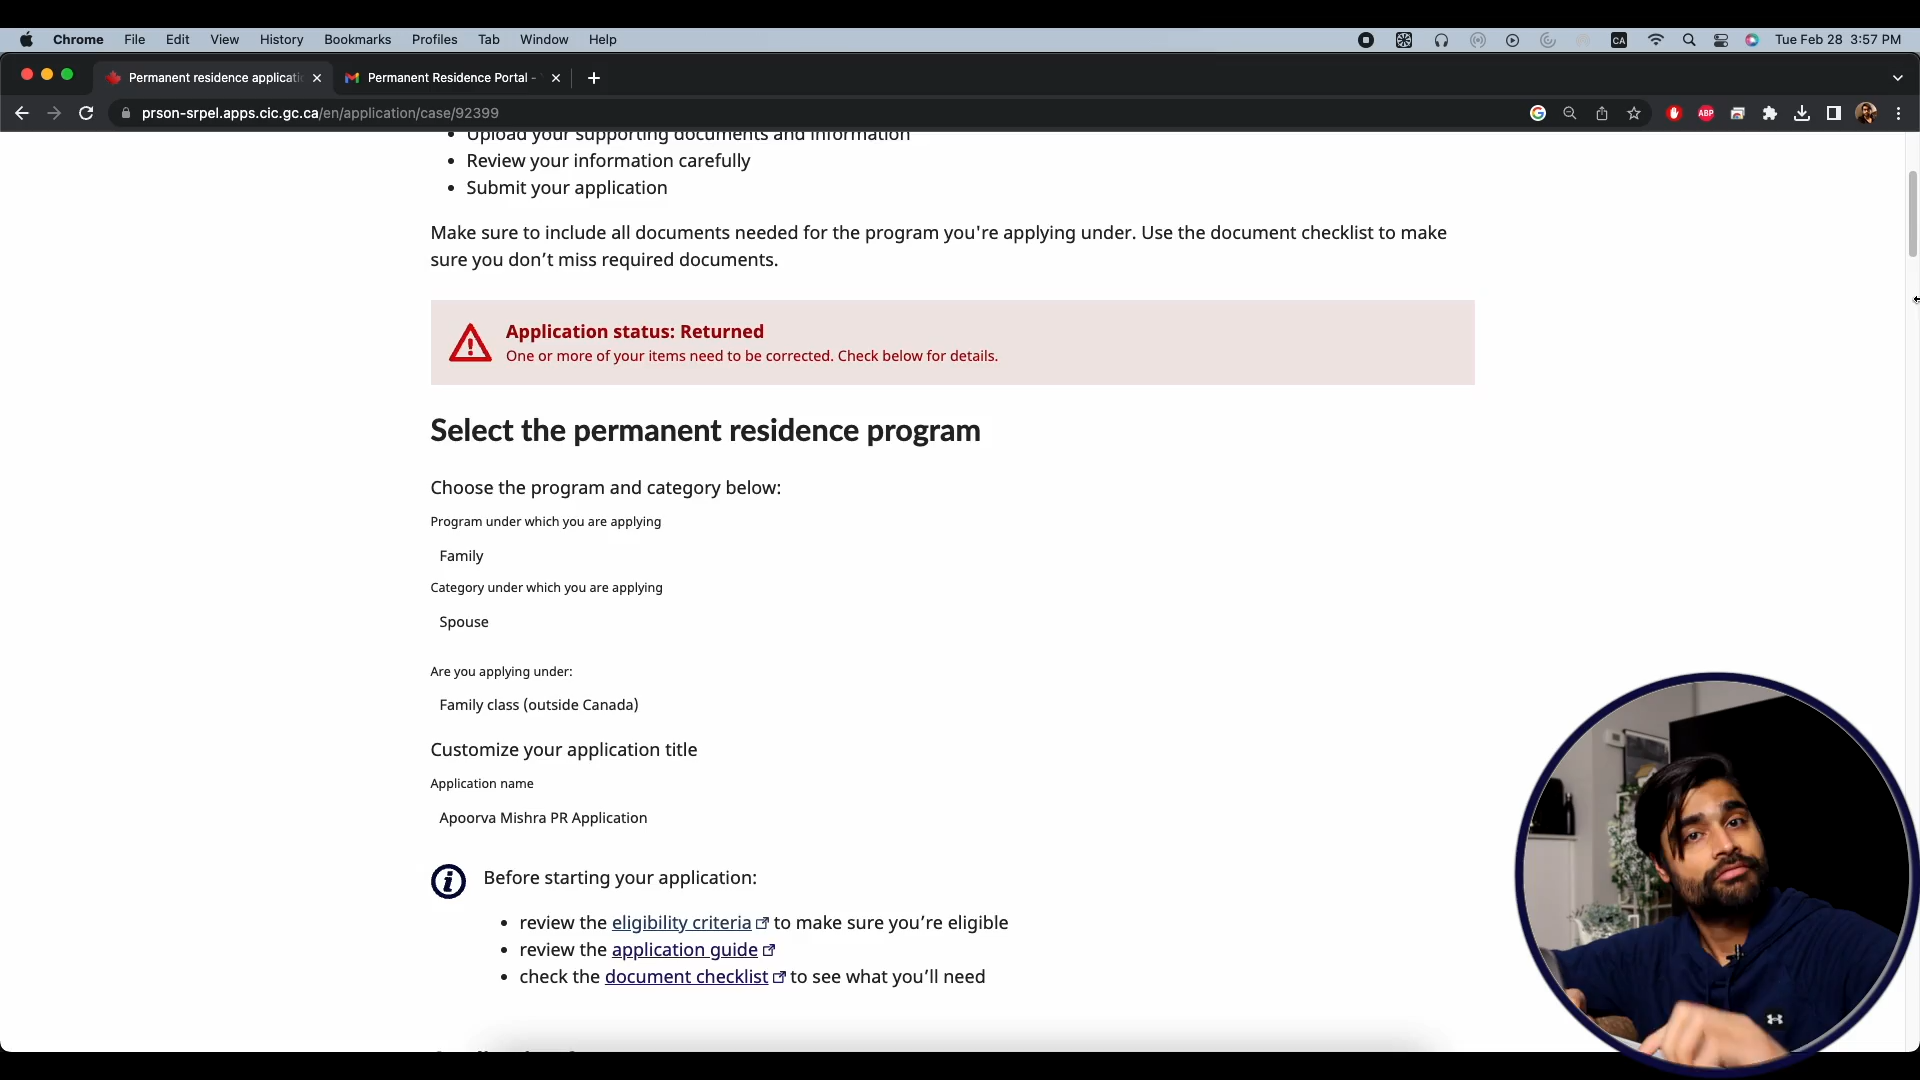 Chrome File Edit View History Bookmarks Profiles Tab Window Help CA Tue Feb 28 3:57 PM
Permanent residence applicati Permanent Residence Portal -
prson-srpel.apps.cic.gc.ca/en/application/case/92399 ABP
Upload your supporting documents and information
Review your information carefully
Submit your application
Make sure to include all documents needed for the program you're applying under. Use the document checklist to make
sure you don’t miss required documents.
Application status: Returned
One or more of your items need to be corrected. Check below for details.
Select the permanent residence program
Choose the program and category below:
Program under which you are applying
Family
Category under which you are applying
Spouse
Are you applying under:
Family class (outside Canada)
Customize your application title
Application name
Apoorva Mishra PR Application
Before starting your application:
review the eligibility criteria to make sure you’re eligible
review the application guide
check the document checklist to see what you’ll need